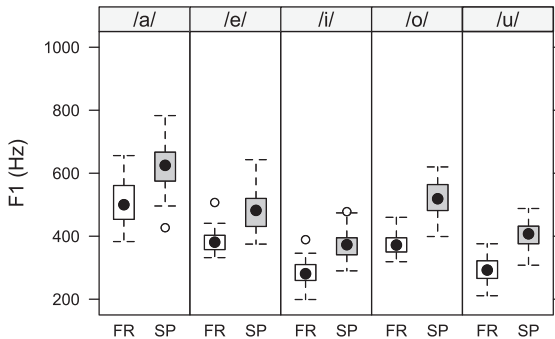 /a/ /e/ /i/ /o/ /u/
1000
800
600
400
200
F1 (Hz)
FR SP FR SP FR SP FR SP FR SP